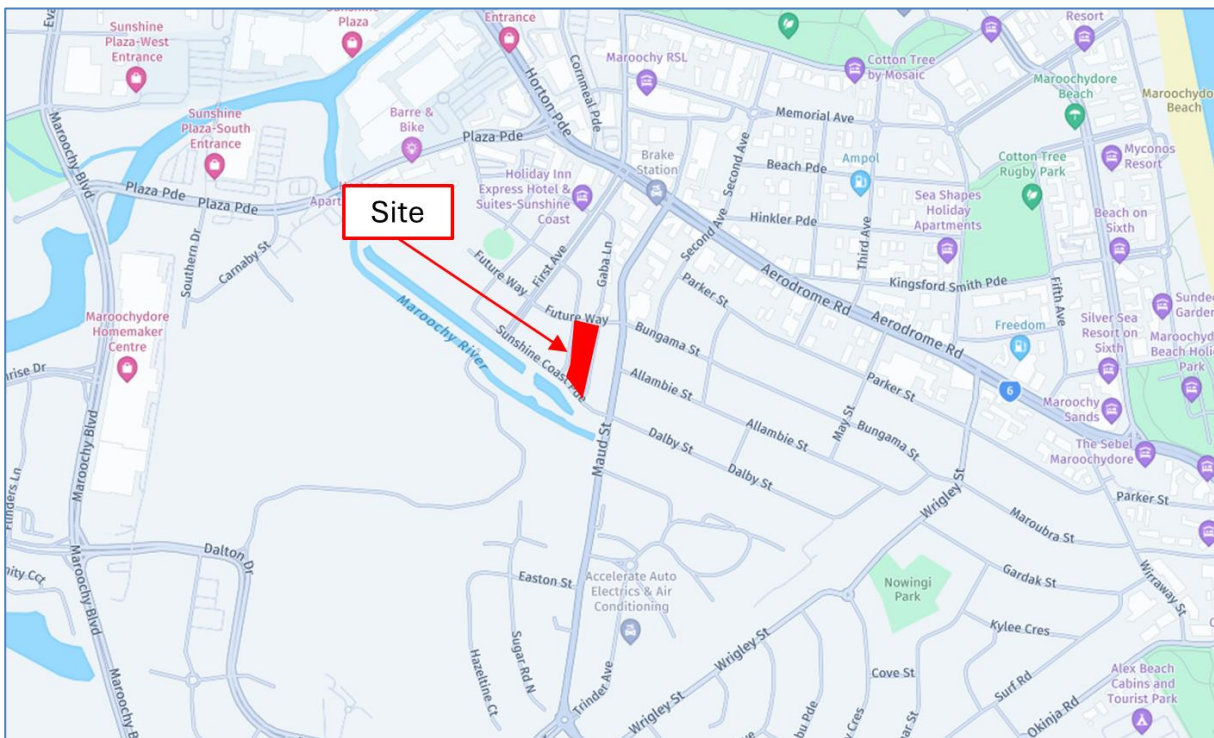 Sunshine
Plaza-West
Entrance
Sunshine
Plaza
Entrance
Cornmeal Pde
Maroochy RSL
Cotton Tree
by Mosaic
Resort
Maroochydore
Beach
Maroochydo
Beach
Horton Pde
Memorial Ave
Barre &
Bike
Sunshine
Plaza-South
Entrance
Plaza Pde
Maroochy Blvd
Plaza Pde
Plaza Pde
Holiday Inn
Express Hotel &
Suites-Sunshine
Coast
Brake
Station
Second Ave
Beach Pde
Ampol
Cotton Tree
Rugby Park
Myconos
Resort
Site
Southern Dr
Carnaby St
First Ave
Gaba Ln
Second Ave
Hinkler Pde
Third Ave
Sea Shapes
Holiday
Apartments
Beach on
Sixth
Future Way
Future Way
Maroochy River
Sunshine Coast Pde
Aerodrome Rd
Kingsford Smith Pde
Fifth Ave
Parker St
Bungama St
Aerodrome Rd
Freedom
Silver Sea
Resort on
Sixth
Maroochydore
Homemaker
Centre
Allambie St
Allambie St
Parker St
6
Maroochy
Sands
Maroochyd
Beach Holi
Park
Maroochy Blvd
Maud St
Dalby St
Dalby St
May St
Bungama St
Wrigley St
The Sebel
Maroochydore
Parker St
Flinders Ln
Maroubra St
Dalton Dr
Easton St
Accelerate Auto
Electrics & Air
Conditioning
Nowingi
Park
Gardak St
Wirraway St
Maroochy Blvd
Kylee Cres
Sugar Rd N
Hazeltine Ct
Trinder Ave
Wrigley St
Wrigley St
Cove St
Surf Rd
Okinja Rd
Alex Beach
Cabins and
Tourist Park